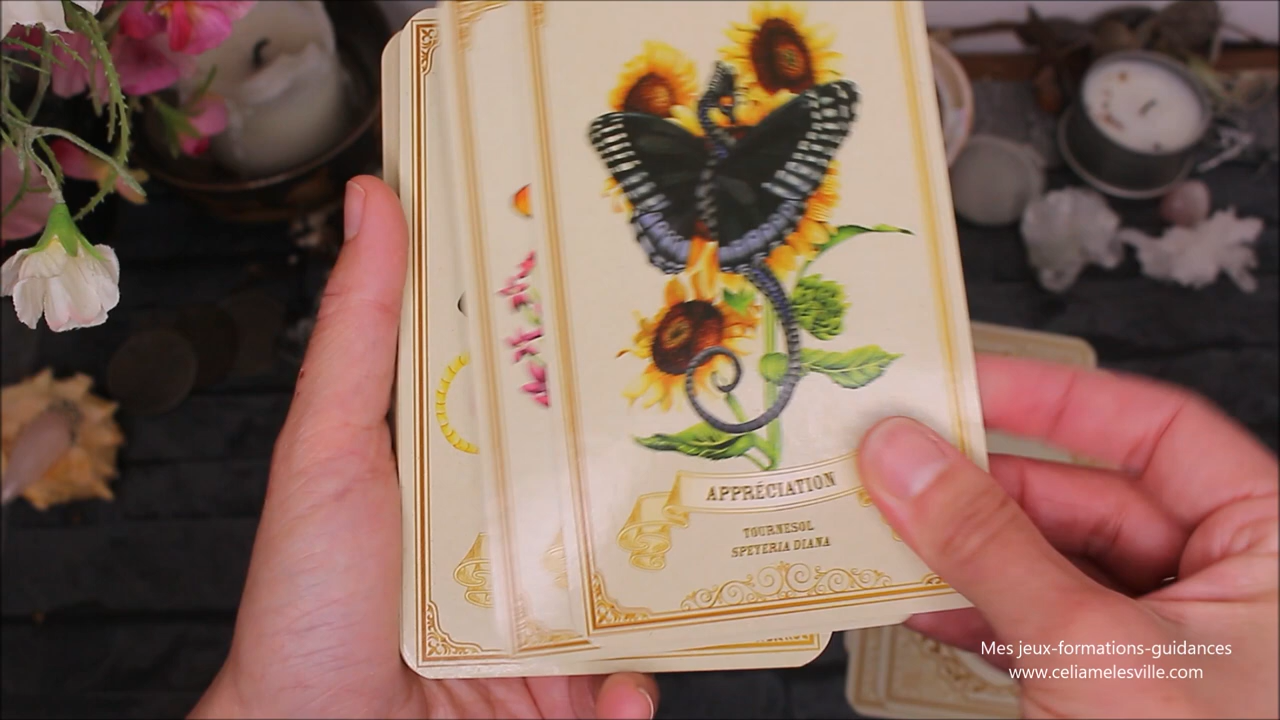 APPRÉCIATION
TOURNESOL
SPEYERIA DIANA
Mes jeux-formations-guidances
www.celiamelesville.com